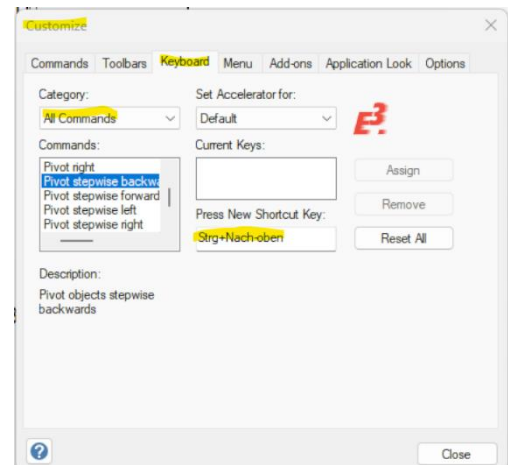 Customize
Commands Toolbars Keyboard Menu Add-ons Application Look Options
Category: Set Accelerator for:
All Commands Default
E³.
Commands: Current Keys:
Pivot right
Pivot stepwise backwa
Pivot stepwise forward
Pivot stepwise left
Pivot stepwise right
Assign
Remove
Press New Shortcut Key:
Strg+Nach-oben
Reset All
Description:
Pivot objects stepwise
backwards
?
Close